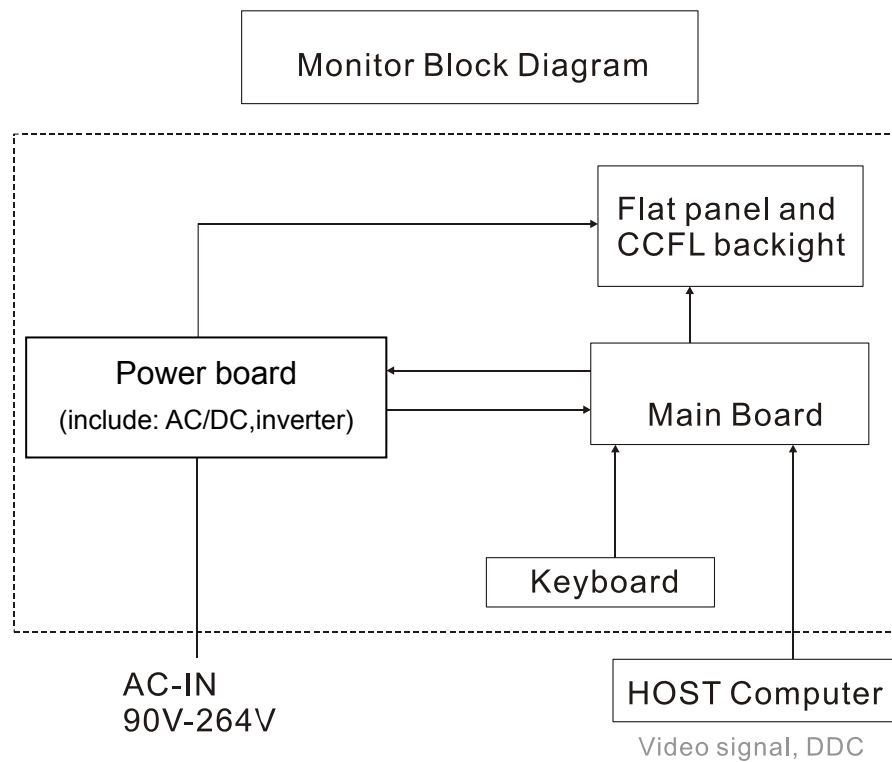 Monitor Block Diagram
Flat panel and
CCFL backight
Power board
(include: AC/DC,inverter)
Main Board
Keyboard
AC-IN
90V-264V
HOST Computer
Video signal, DDC